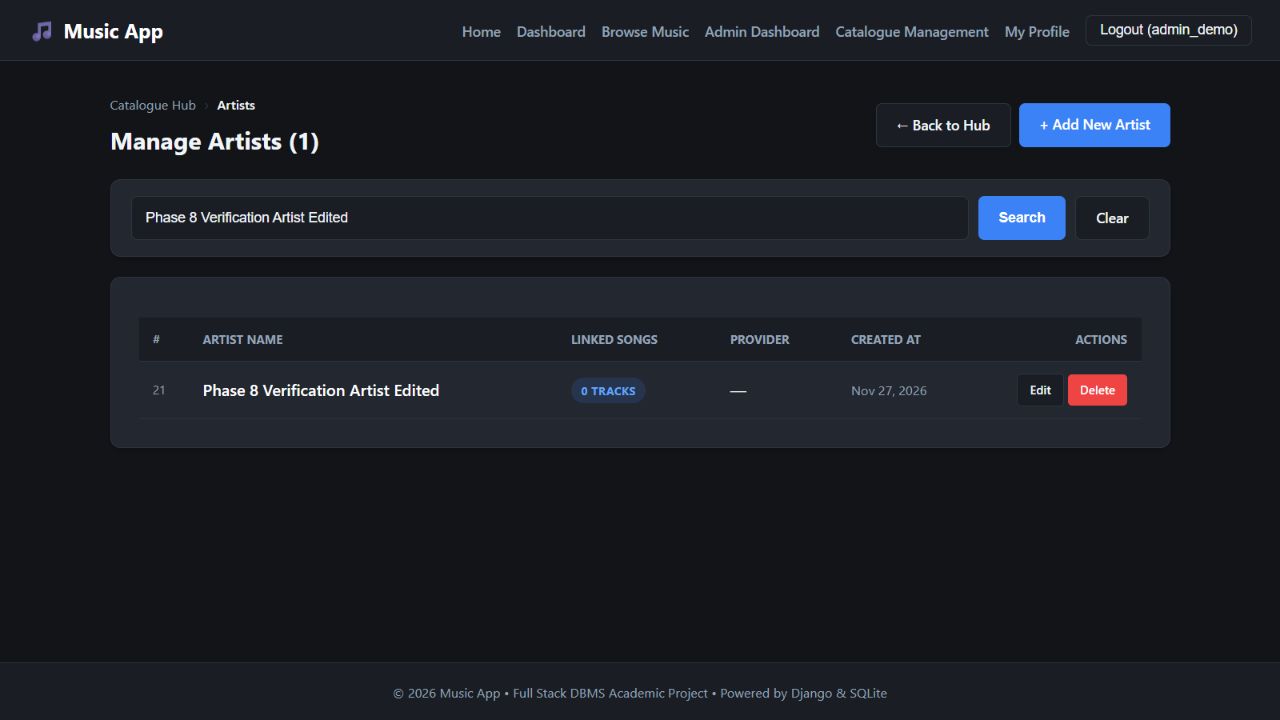 Music App
Home Dashboard Browse Music Admin Dashboard Catalogue Management My Profile Logout (admin_demo)
Catalogue Hub › Artists
Manage Artists (1)
← Back to Hub + Add New Artist
Phase 8 Verification Artist Edited Search Clear
# ARTIST NAME LINKED SONGS PROVIDER CREATED AT ACTIONS
21 Phase 8 Verification Artist Edited 0 TRACKS — Nov 27, 2026 Edit Delete
© 2026 Music App • Full Stack DBMS Academic Project • Powered by Django & SQLite